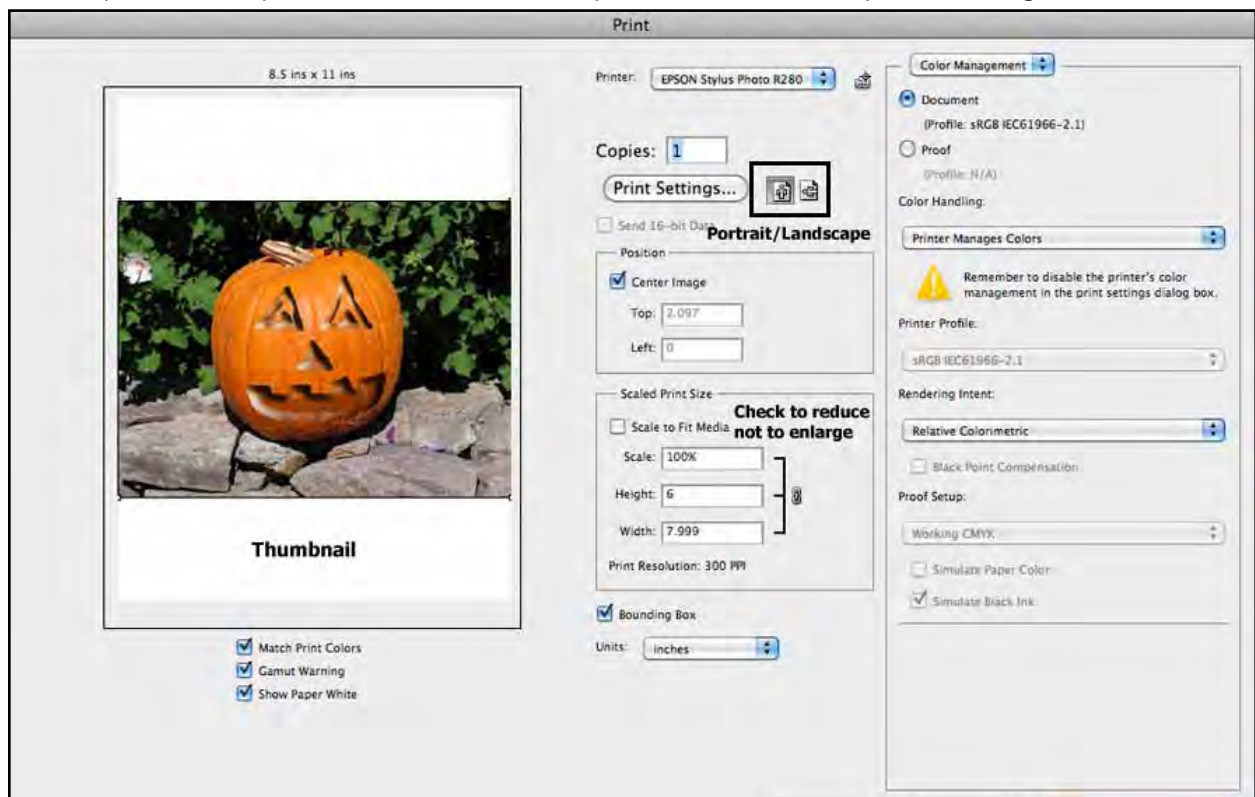 Print
8.5 ins x 11 ins
Thumbnail
Match Print Colors
Gamut Warning
Show Paper White
Printer: EPSON Stylus Photo R280
Copies: 1
Print Settings...
Send 16-bit Data
Portrait/Landscape
Position
Center Image
Top: 2.097
Left: 0
Scaled Print Size
Check to reduce
Scale to Fit Media not to enlarge
Scale: 100%
Height: 6
Width: 7.999
Print Resolution: 300 PPI
Bounding Box
Units: inches
Color Management
Document
(Profile: sRGB IEC61966-2.1)
Proof
(Profile: N/A)
Color Handling:
Printer Manages Colors
Remember to disable the printer's color
management in the print settings dialog box.
Printer Profile:
sRGB IEC61966-2.1
Rendering Intent:
Relative Colorimetric
Black Point Compensation
Proof Setup:
Working CMYK
Simulate Paper Color
Simulate Black Ink